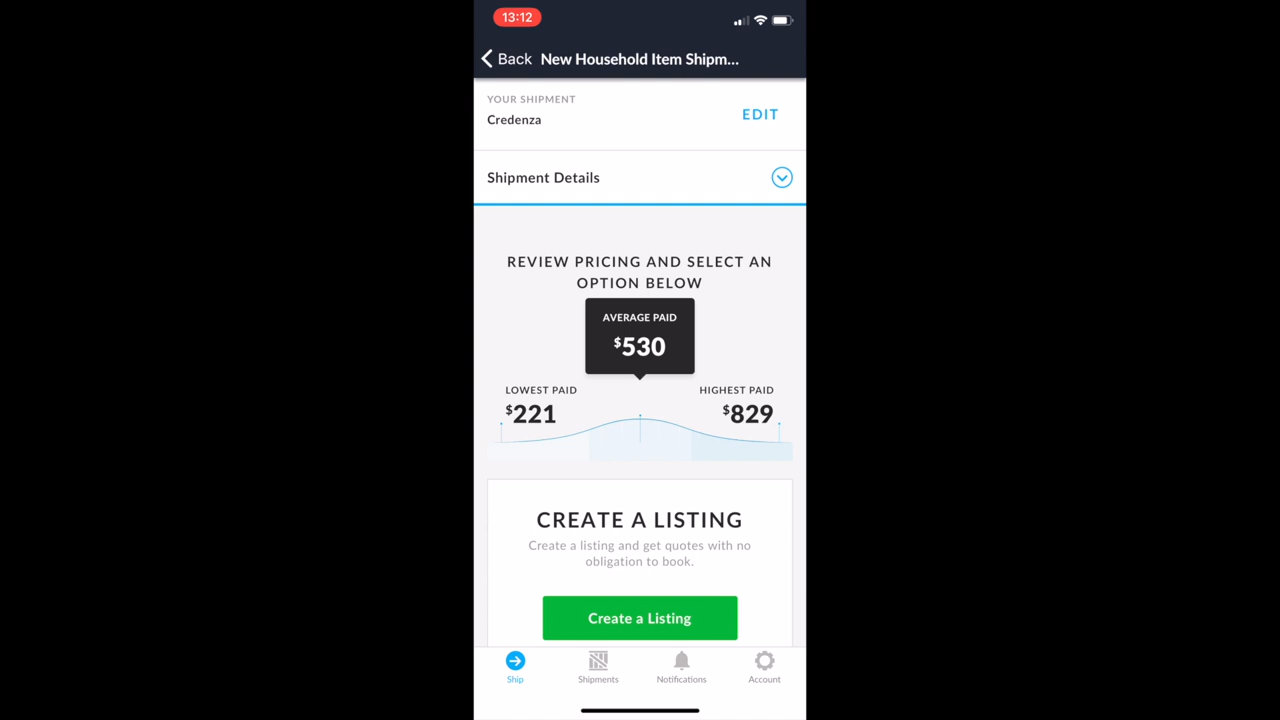 13:12
Back New Household Item Shipm...
YOUR SHIPMENT
Credenza
EDIT
Shipment Details
REVIEW PRICING AND SELECT AN
OPTION BELOW
AVERAGE PAID
$530
LOWEST PAID
$221
HIGHEST PAID
$829
CREATE A LISTING
Create a listing and get quotes with no
obligation to book.
Create a Listing
Ship Shipments Notifications Account